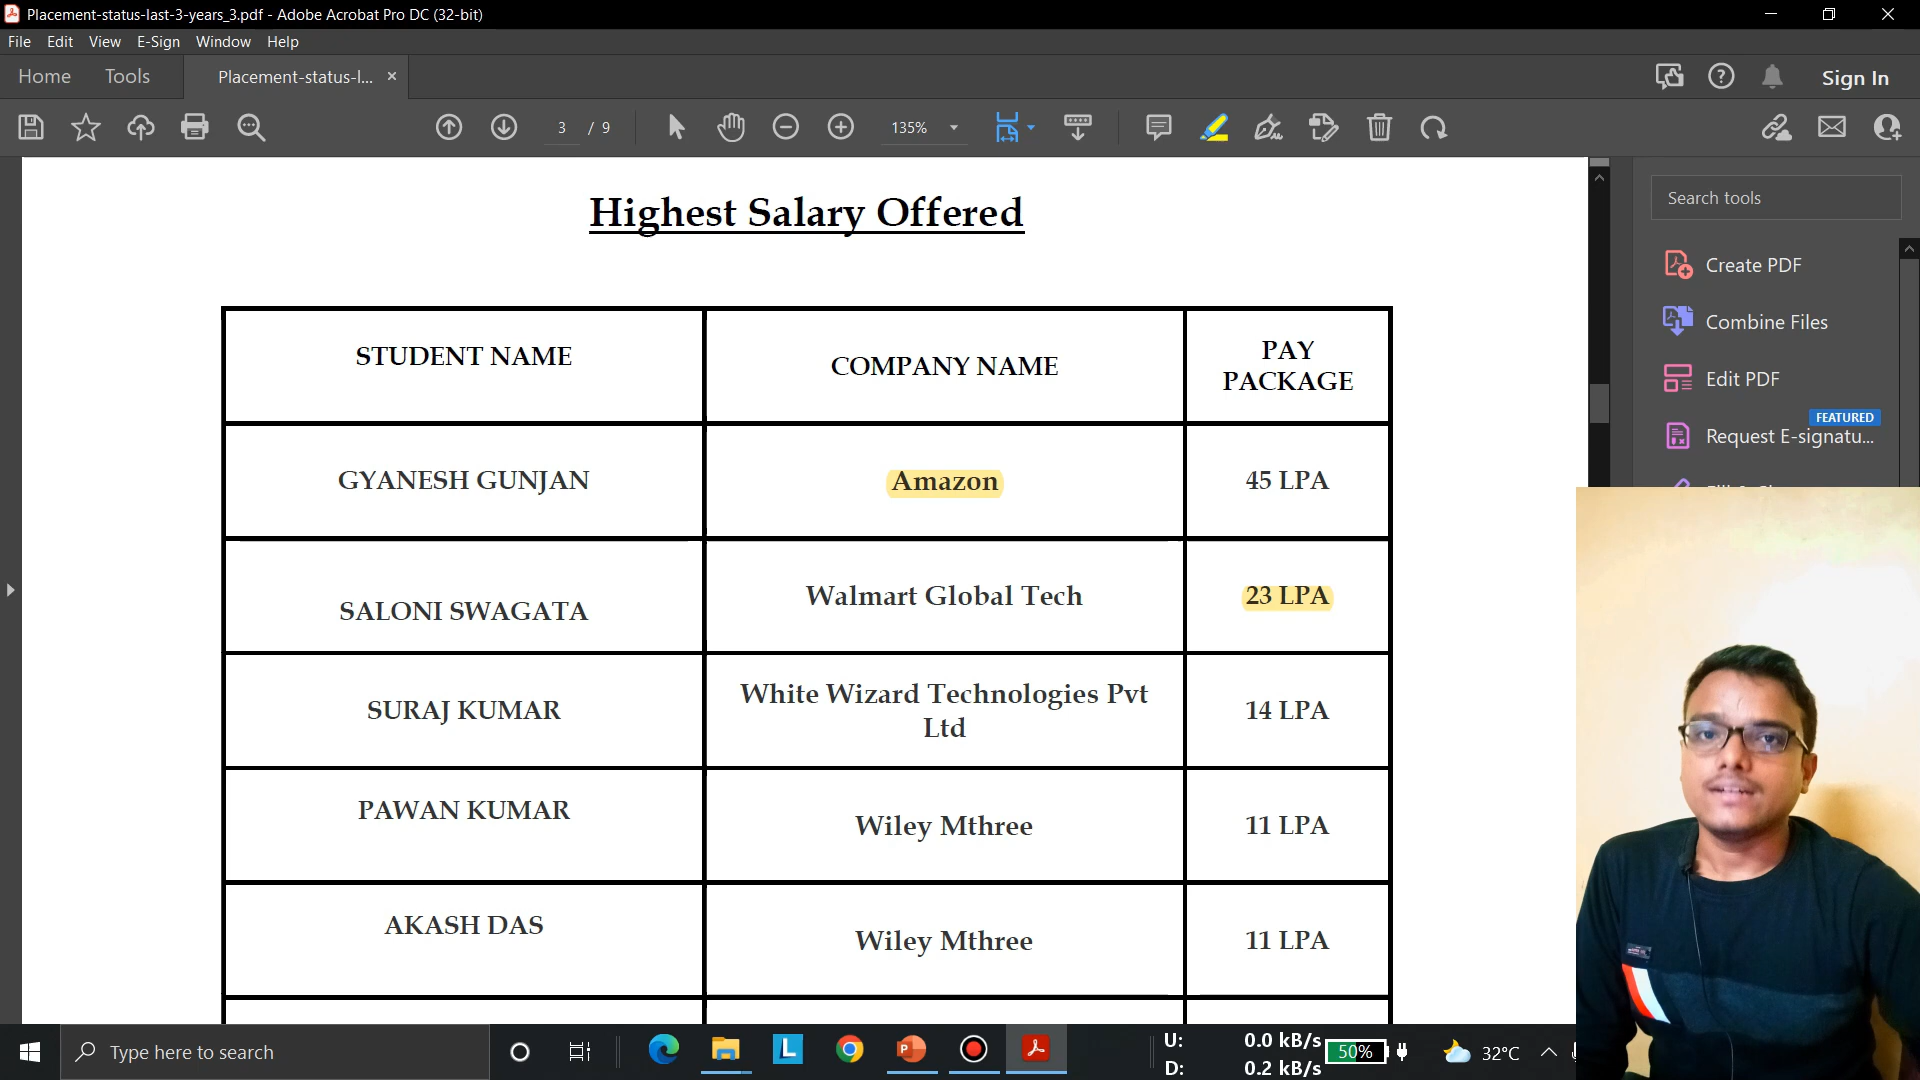 Placement-status-last-3-years_3.pdf - Adobe Acrobat Pro DC (32-bit)
File Edit View E-Sign Window Help
Home Tools Placement-status-l... ×
Sign In
3 / 9
135%
Search tools
Create PDF
Combine Files
Edit PDF
FEATURED
Request E-signatu...
Highest Salary Offered
STUDENT NAME COMPANY NAME PAY
PACKAGE
GYANESH GUNJAN Amazon 45 LPA
SALONI SWAGATA Walmart Global Tech 23 LPA
SURAJ KUMAR White Wizard Technologies Pvt
Ltd 14 LPA
PAWAN KUMAR Wiley Mthree 11 LPA
AKASH DAS Wiley Mthree 11 LPA
Type here to search
U: 0.0 kB/s
D: 0.2 kB/s
50%
32°C